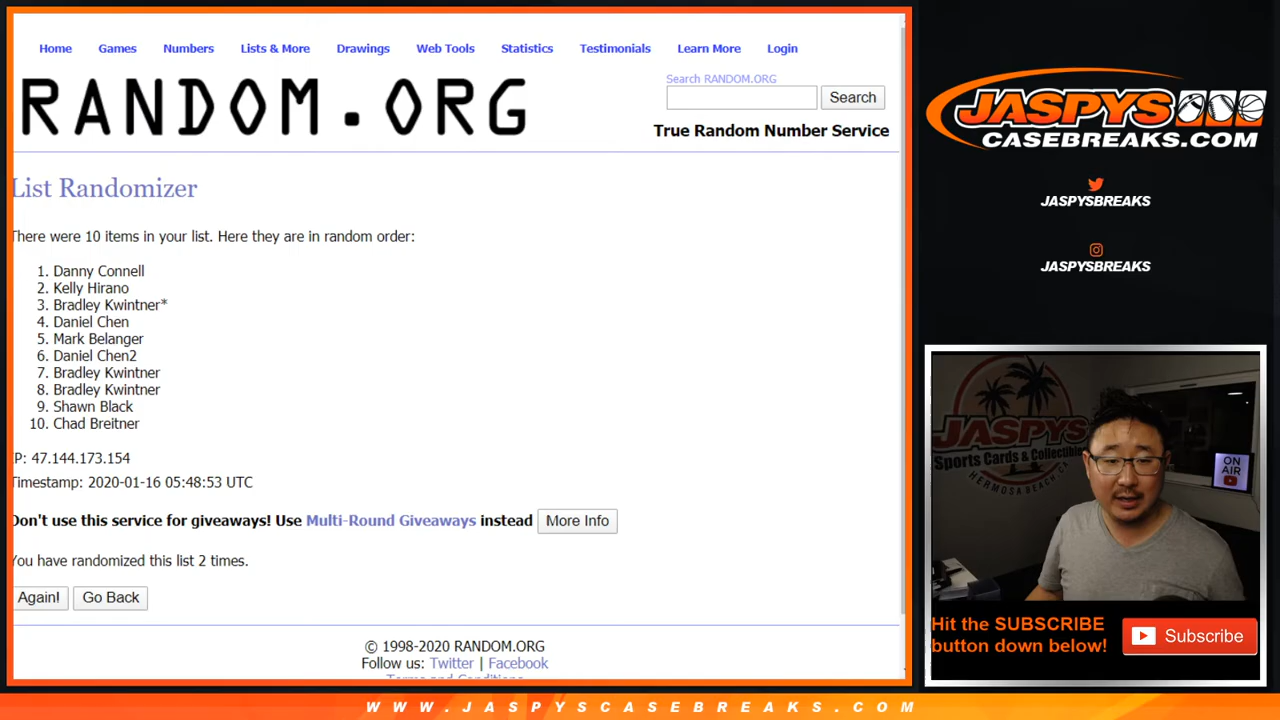 Home Games Numbers Lists & More Drawings Web Tools Statistics Testimonials Learn More Login
RANDOM.ORG
Search RANDOM.ORG
Search
True Random Number Service
List Randomizer
There were 10 items in your list. Here they are in random order:
1. Danny Connell
2. Kelly Hirano
3. Bradley Kwintner*
4. Daniel Chen
5. Mark Belanger
6. Daniel Chen2
7. Bradley Kwintner
8. Bradley Kwintner
9. Shawn Black
10. Chad Breitner
IP: 47.144.173.154
Timestamp: 2020-01-16 05:48:53 UTC
Don't use this service for giveaways! Use Multi-Round Giveaways instead More Info
You have randomized this list 2 times.
Again! Go Back
© 1998-2020 RANDOM.ORG
Follow us: Twitter | Facebook
Terms and Conditions
JASPYS
CASEBREAKS.COM
JASPYSBREAKS
JASPYSBREAKS
JASPYS
Sports Cards & Collectibles
HERMOSA BEACH, CA
ON
AIR
Hit the SUBSCRIBE
button down below!
Subscribe
WWW.JASPYSCASEBREAKS.COM